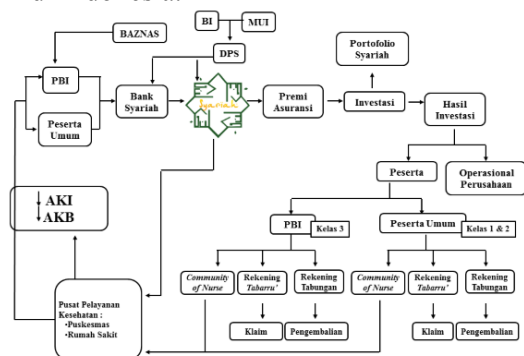 BAZNAS
BI
MUI
DPS
PBI
Peserta
Umum
Bank
Syariah
Syariah
Premi
Asuransi
Investasi
Portofolio
Syariah
Hasil
Investasi
Peserta
Operasional
Perusahaan
AKI
AKB
PBI
Kelas 3
Peserta Umum
Kelas 1 & 2
Community
of Nurse
Rekening
Tabarru'
Rekening
Tabungan
Community
of Nurse
Rekening
Tabarru'
Rekening
Tabungan
Klaim
Pengembalian
Klaim
Pengembalian
Pusat Pelayanan
Kesehatan :
•Puskesmas
•Rumah Sakit